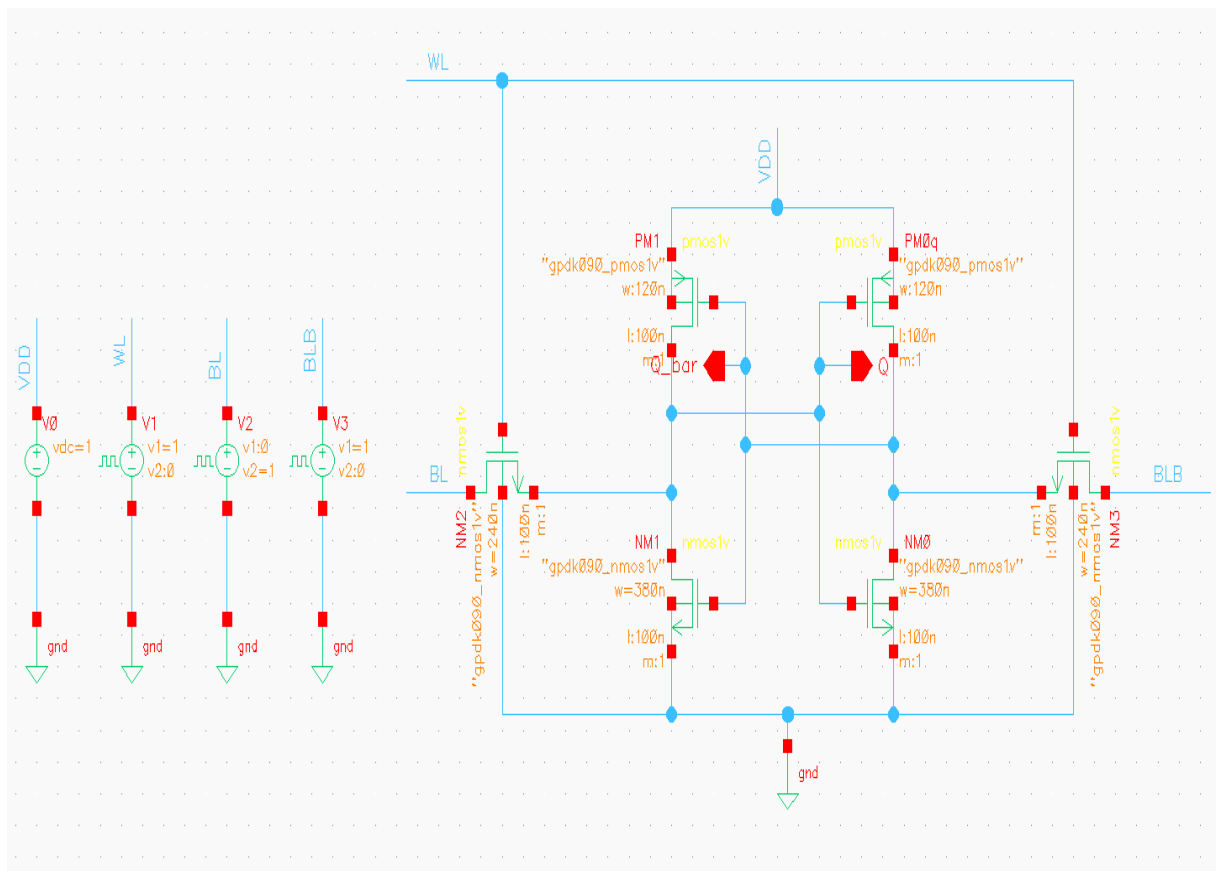 WL
VDD
PM1
pmos1v
"gpdk090_pmos1v"
w:120n
l:100n
m:1
pmos1v
PM0q
"gpdk090_pmos1v"
w:120n
l:100n
m:1
Q_bar
Q
VDD
WL
BL
BLB
V0
vdc=1
V1
v1=1
v2:0
V2
v1:0
v2=1
V3
v1=1
v2:0
gnd
gnd
gnd
gnd
BL
nmos1v
NM2
"gpdk090_nmos1v"
w=240n
l:100n
m:1
NM1
nmos1v
"gpdk090_nmos1v"
w=380n
l:100n
m:1
nmos1v
NM0
"gpdk090_nmos1v"
w=380n
l:100n
m:1
nmos1v
BLB
m:1
l:100n
w=240n
"gpdk090_nmos1v"
NM3
gnd